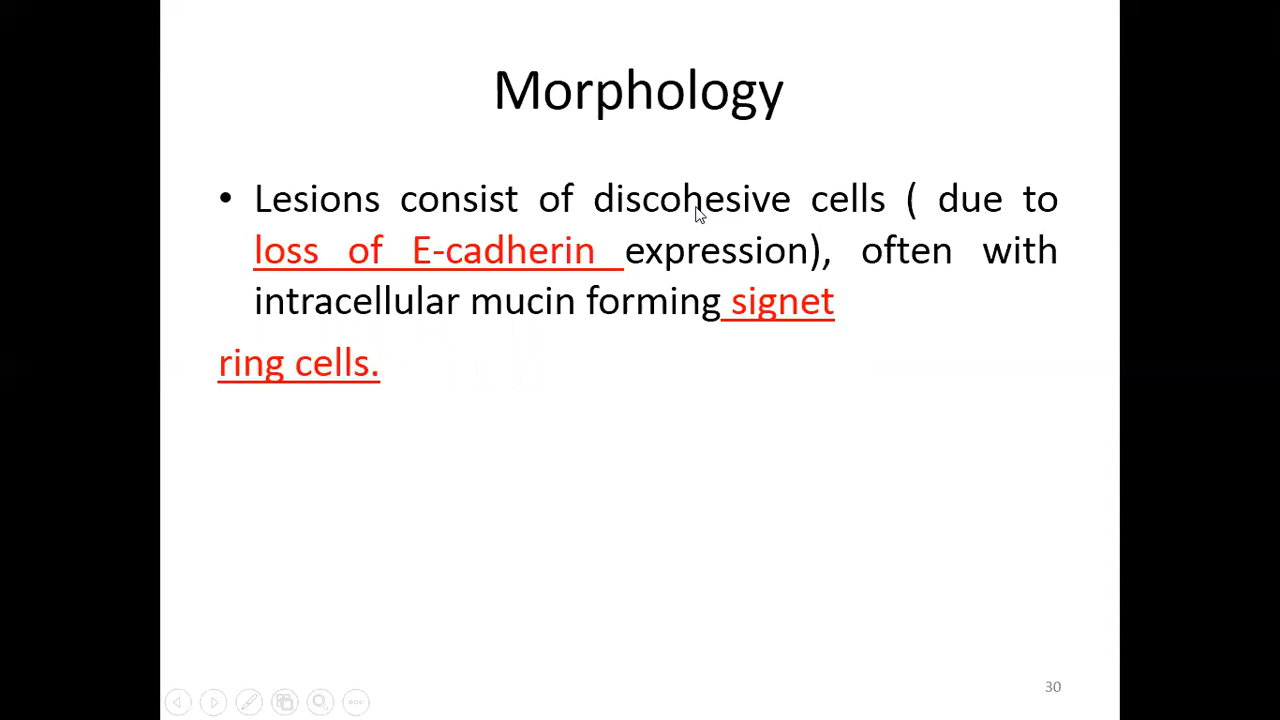 Morphology
• Lesions consist of discohesive cells ( due to
loss of E-cadherin expression), often with
intracellular mucin forming signet
ring cells.
30